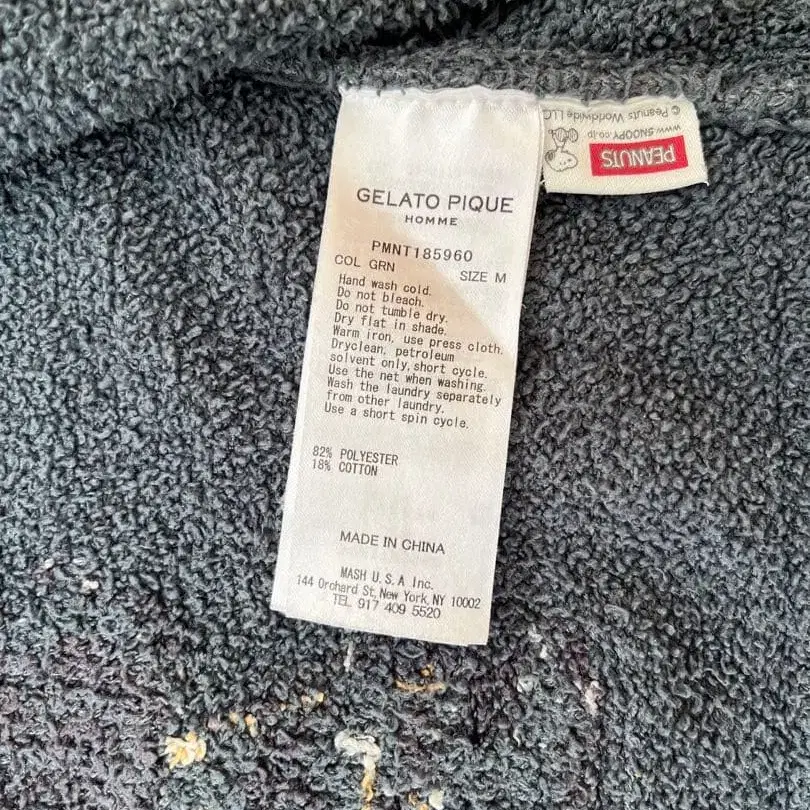 GELATO PIQUE
HOMME
PMNT185960
COL GRN
SIZE M
Hand wash cold.
Do not bleach.
Do not tumble dry.
Dry flat in shade.
Warm iron, use press cloth.
Dryclean, petroleum
solvent only, short cycle.
Use the net when washing.
Wash the laundry separately
from other laundry.
Use a short spin cycle.
82% POLYESTER
18% COTTON
MADE IN CHINA
MASH U.S.A Inc.
144 Orchard St, New York, NY 10002
TEL 917 409 5520
PEANUTS
www.SNOOPY.co.jp
© Peanuts Worldwide LLC